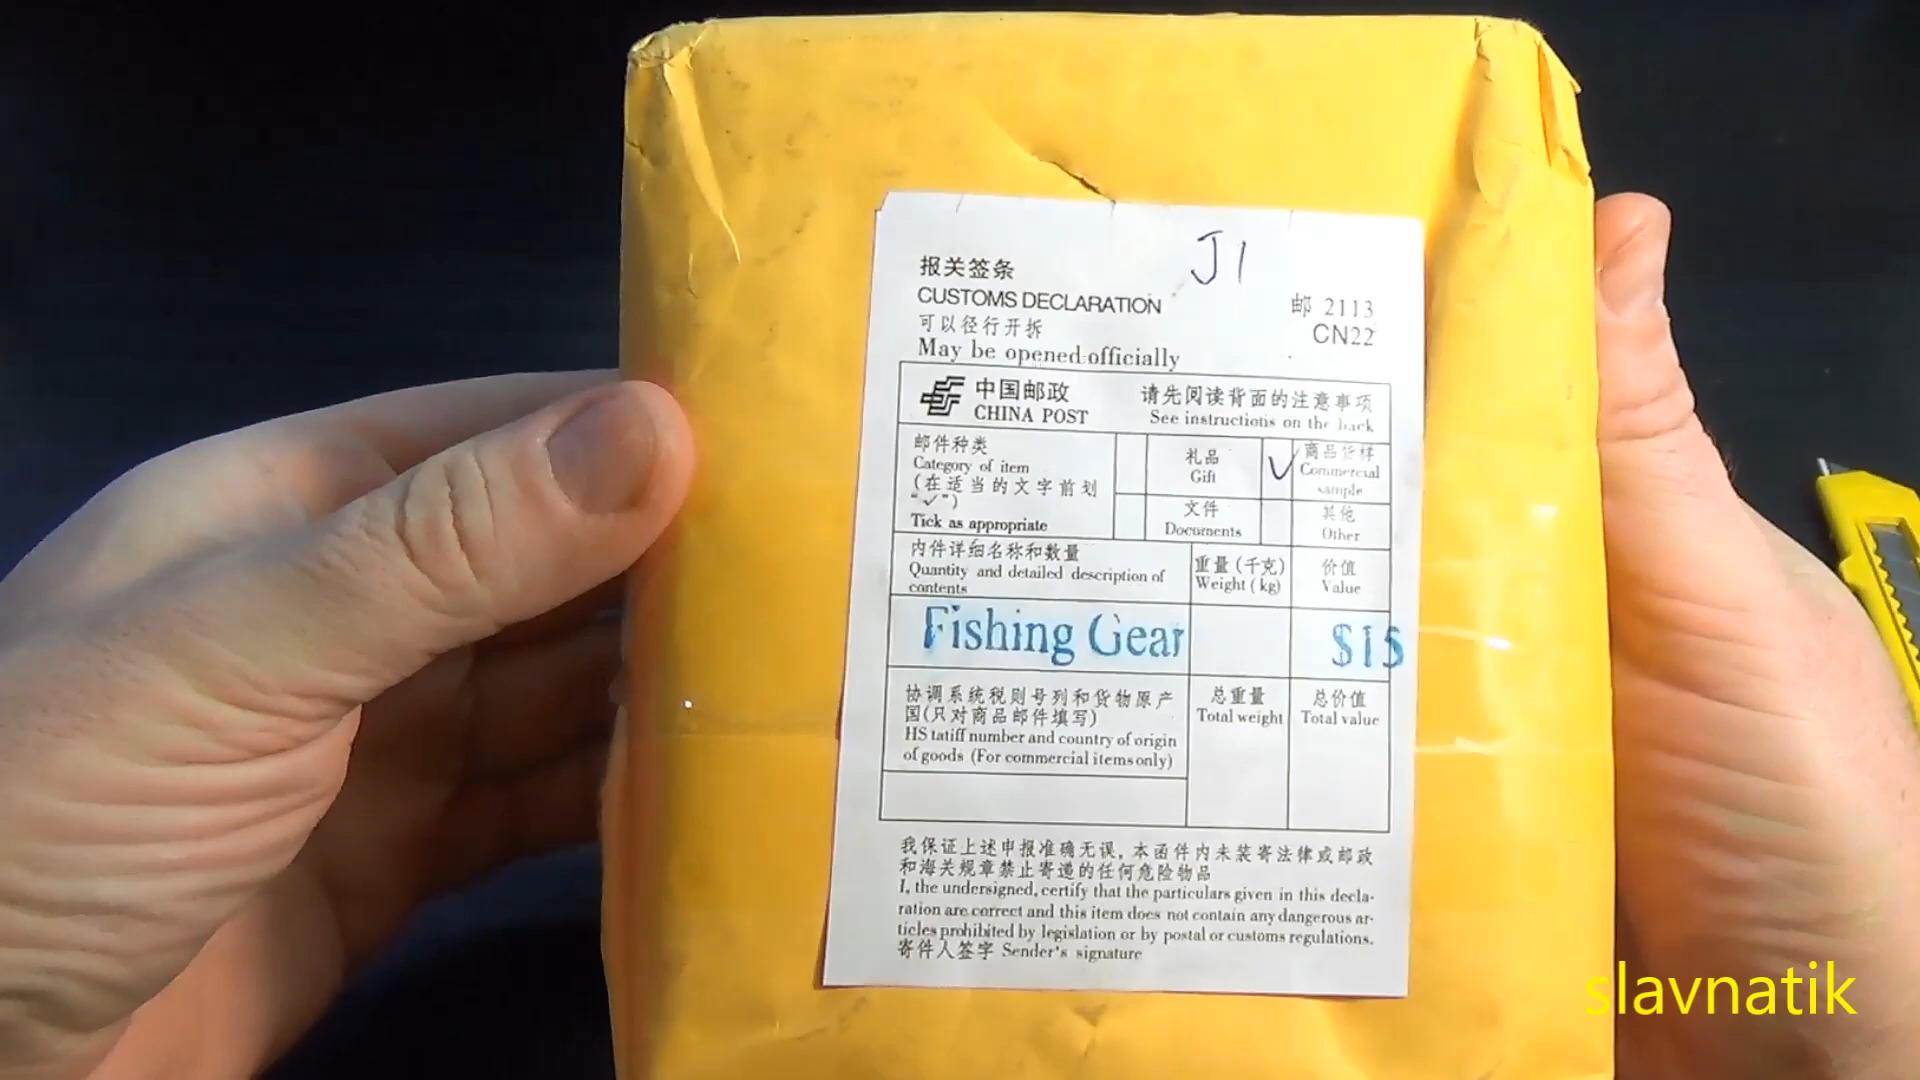 J1
报关签条
CUSTOMS DECLARATION
可以径行开拆
May be opened officially
邮 2113
CN22
中国邮政
CHINA POST
请先阅读背面的注意事项
See instructions on the back
邮件种类
Category of item
(在适当的文字前划
“✓”)
Tick as appropriate
礼品
Gift
✓
商品货样
Commercial
sample
文件
Documents
其他
Other
内件详细名称和数量
Quantity and detailed description of
contents
重量(千克)
Weight (kg)
价值
Value
Fishing Gear
$15
协调系统税则号列和货物原产
国(只对商品邮件填写)
HS tatiff number and country of origin
of goods (For commercial items only)
总重量
Total weight
总价值
Total value
我保证上述申报准确无误, 本函件内未装寄法律或邮政
和海关规章禁止寄递的任何危险物品
I, the undersigned, certify that the particulars given in this decla-
ration are correct and this item does not contain any dangerous ar-
ticles prohibited by legislation or by postal or customs regulations.
寄件人签字 Sender's signature
slavnatik